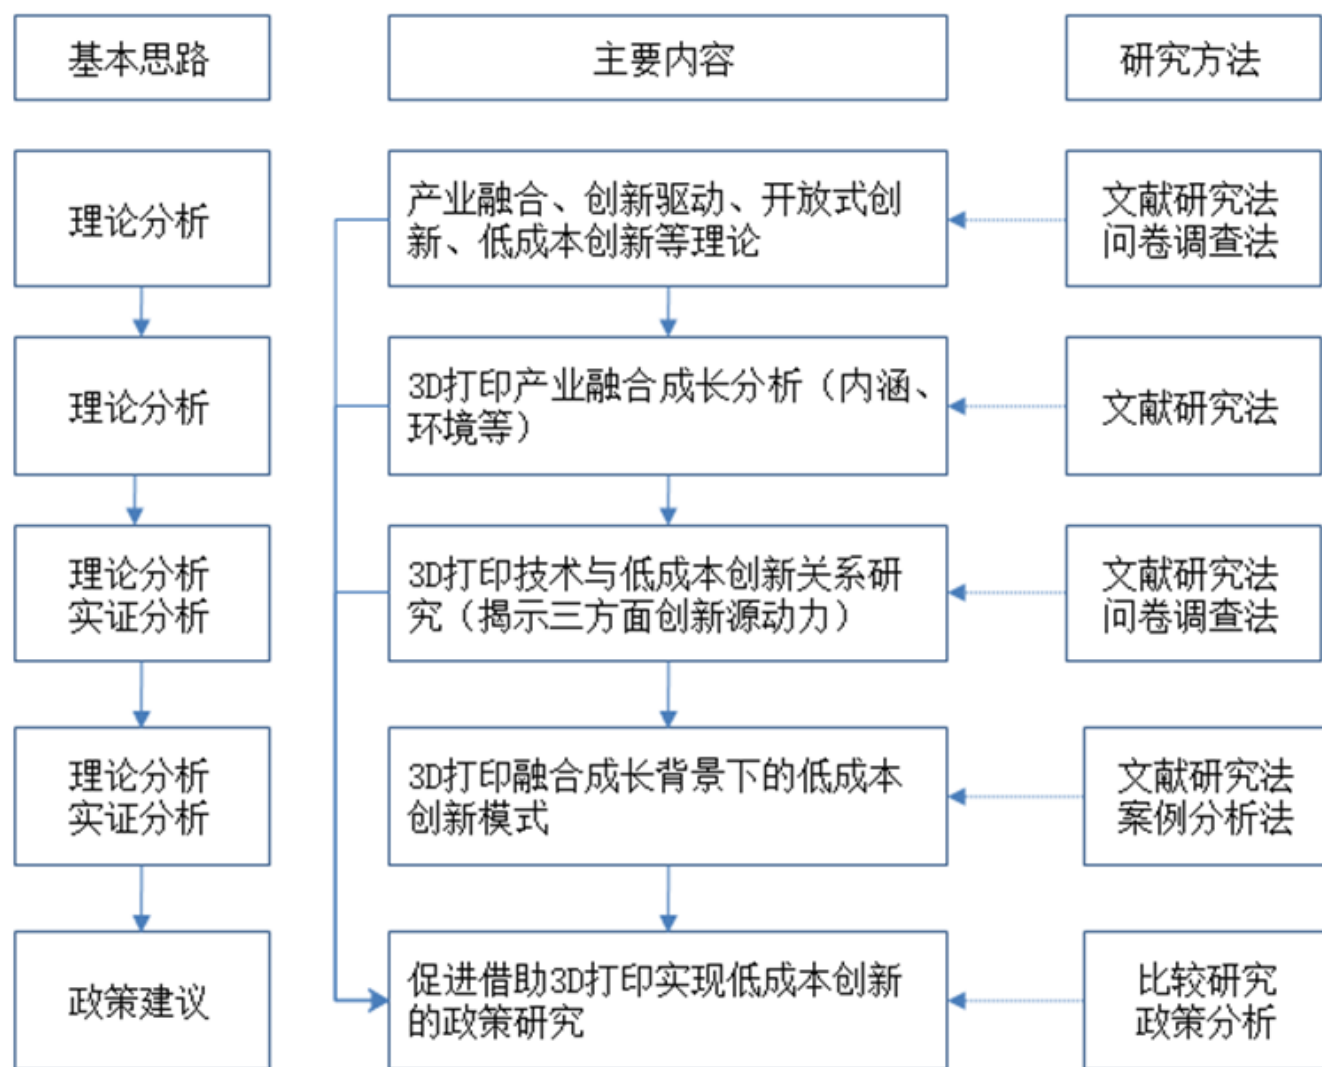 基本思路
主要内容
研究方法
理论分析
产业融合、创新驱动、开放式创
新、低成本创新等理论
文献研究法
问卷调查法
理论分析
3D打印产业融合成长分析（内涵、
环境等）
文献研究法
理论分析
实证分析
3D打印技术与低成本创新关系研
究（揭示三方面创新源动力）
文献研究法
问卷调查法
理论分析
实证分析
3D打印融合成长背景下的低成本
创新模式
文献研究法
案例分析法
政策建议
促进借助3D打印实现低成本创新
的政策研究
比较研究
政策分析